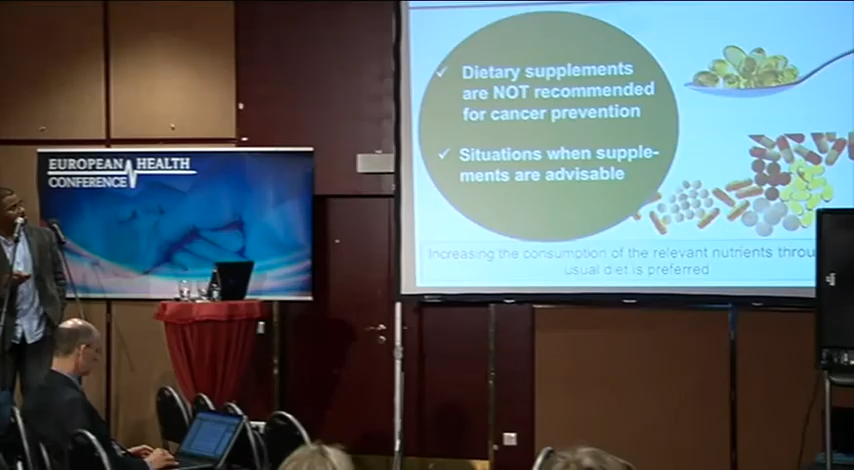 EUROPEAN HEALTH
CONFERENCE
✓ Dietary supplements
are NOT recommended
for cancer prevention
✓ Situations when supple-
ments are advisable
Increasing the consumption of the relevant nutrients throu
usual diet is preferred